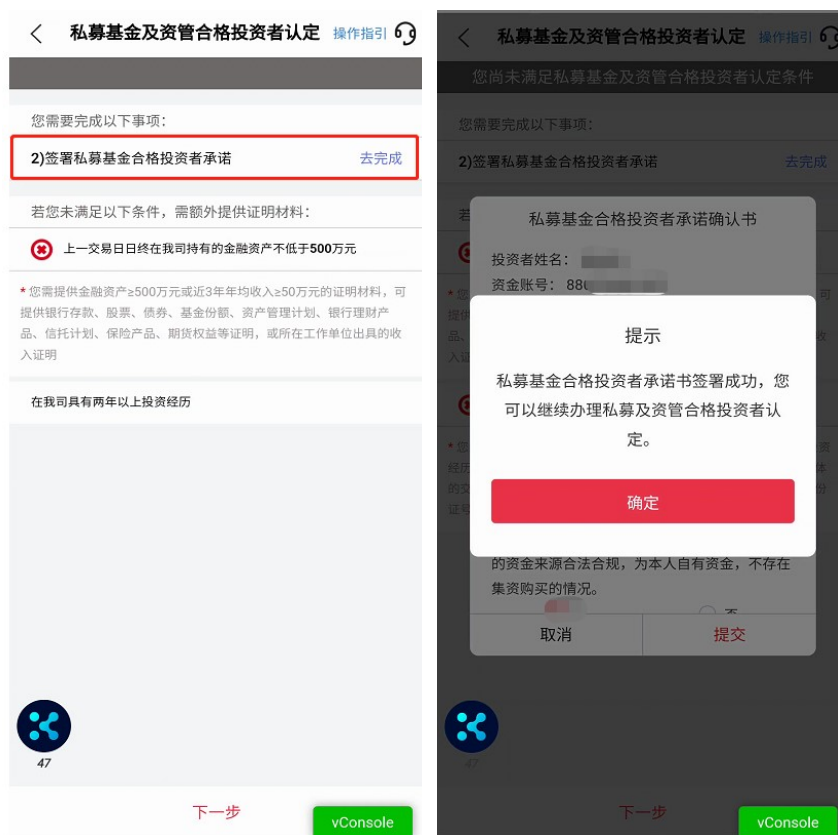 私募基金及资管合格投资者认定 操作指引
您需要完成以下事项：
2)签署私募基金合格投资者承诺 去完成
若您未满足以下条件，需额外提供证明材料：
上一交易日日终在我司持有的金融资产不低于500万元
* 您需提供金融资产≥500万元或近3年年均收入≥50万元的证明材料，可
提供银行存款、股票、债券、基金份额、资产管理计划、银行理财产
品、信托计划、保险产品、期货权益等证明，或所在工作单位出具的收
入证明
在我司具有两年以上投资经历
47
下一步
vConsole
私募基金及资管合格投资者认定 操作指引
您尚未满足私募基金及资管合格投资者认定条件
您需要完成以下事项：
2)签署私募基金合格投资者承诺 去完成
私募基金合格投资者承诺确认书
投资者姓名：
资金账号： 88
提示
私募基金合格投资者承诺书签署成功，您
可以继续办理私募及资管合格投资者认
定。
确定
的资金来源合法合规，为本人自有资金，不存在
集资购买的情况。
取消 提交
47
下一步
vConsole